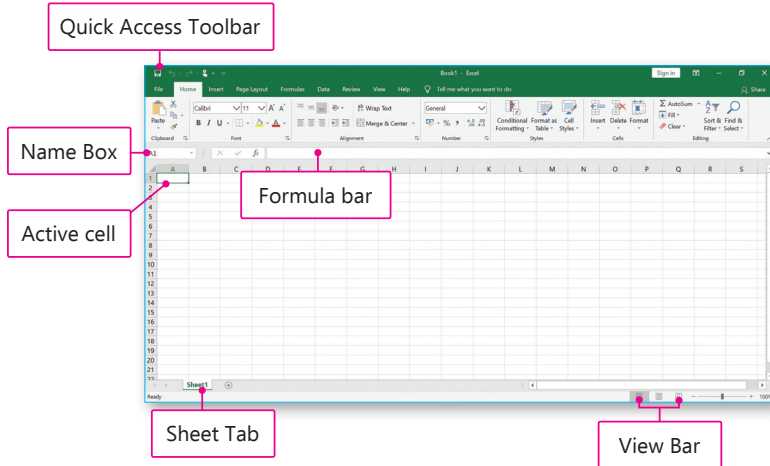 Quick Access Toolbar
Book1 - Excel
Sign in
File Home Insert Page Layout Formulas Data Review View Help Tell me what you want to do Share
Paste
Calibri 11
B I U
Wrap Text
Merge & Center
General
% ,
Conditional Formatting
Format as Table
Cell Styles
Insert Delete Format
AutoSum
Fill
Clear
Sort & Filter
Find & Select
Clipboard Font Alignment Number Styles Cells Editing
Name Box
A1 fx
A B C D E F G H I J K L M N O P Q R S
1
2
3
Formula bar
4
5
Active cell
6
7
8
9
10
11
12
13
14
15
16
17
18
19
20
21
22
Sheet1
Ready
100%
Sheet Tab
View Bar